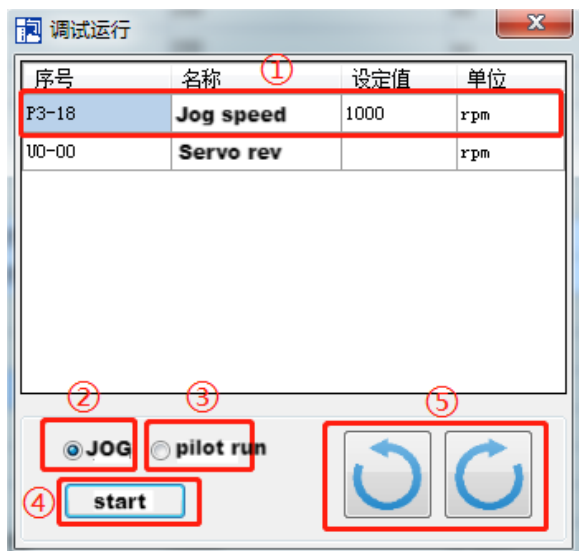 调试运行
序号 名称 ① 设定值 单位
P3-18 Jog speed 1000 rpm
U0-00 Servo rev rpm
② ③ ⑤
JOG pilot run
④ start